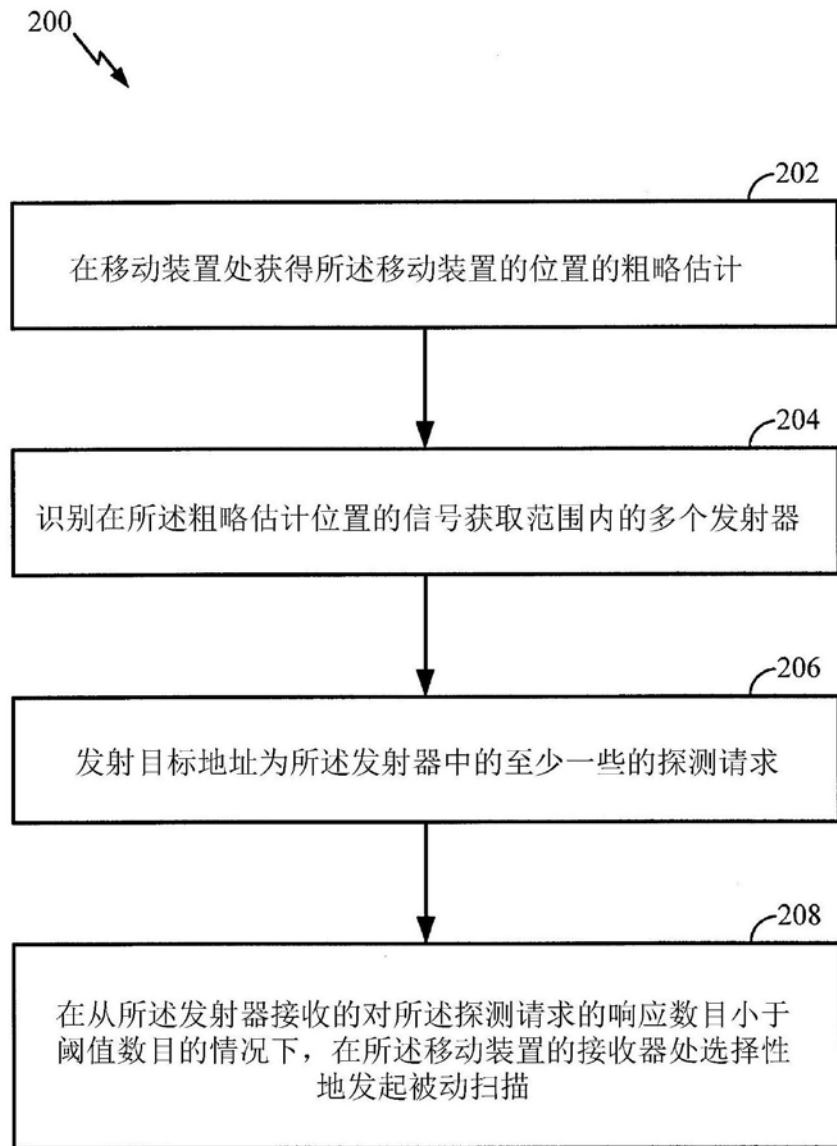 200
202
在移动装置处获得所述移动装置的位置的粗略估计
204
识别在所述粗略估计位置的信号获取范围内的多个发射器
206
发射目标地址为所述发射器中的至少一些的探测请求
208
在从所述发射器接收的对所述探测请求的响应数目小于
阈值数目的情况下，在所述移动装置的接收器处选择性
地发起被动扫描